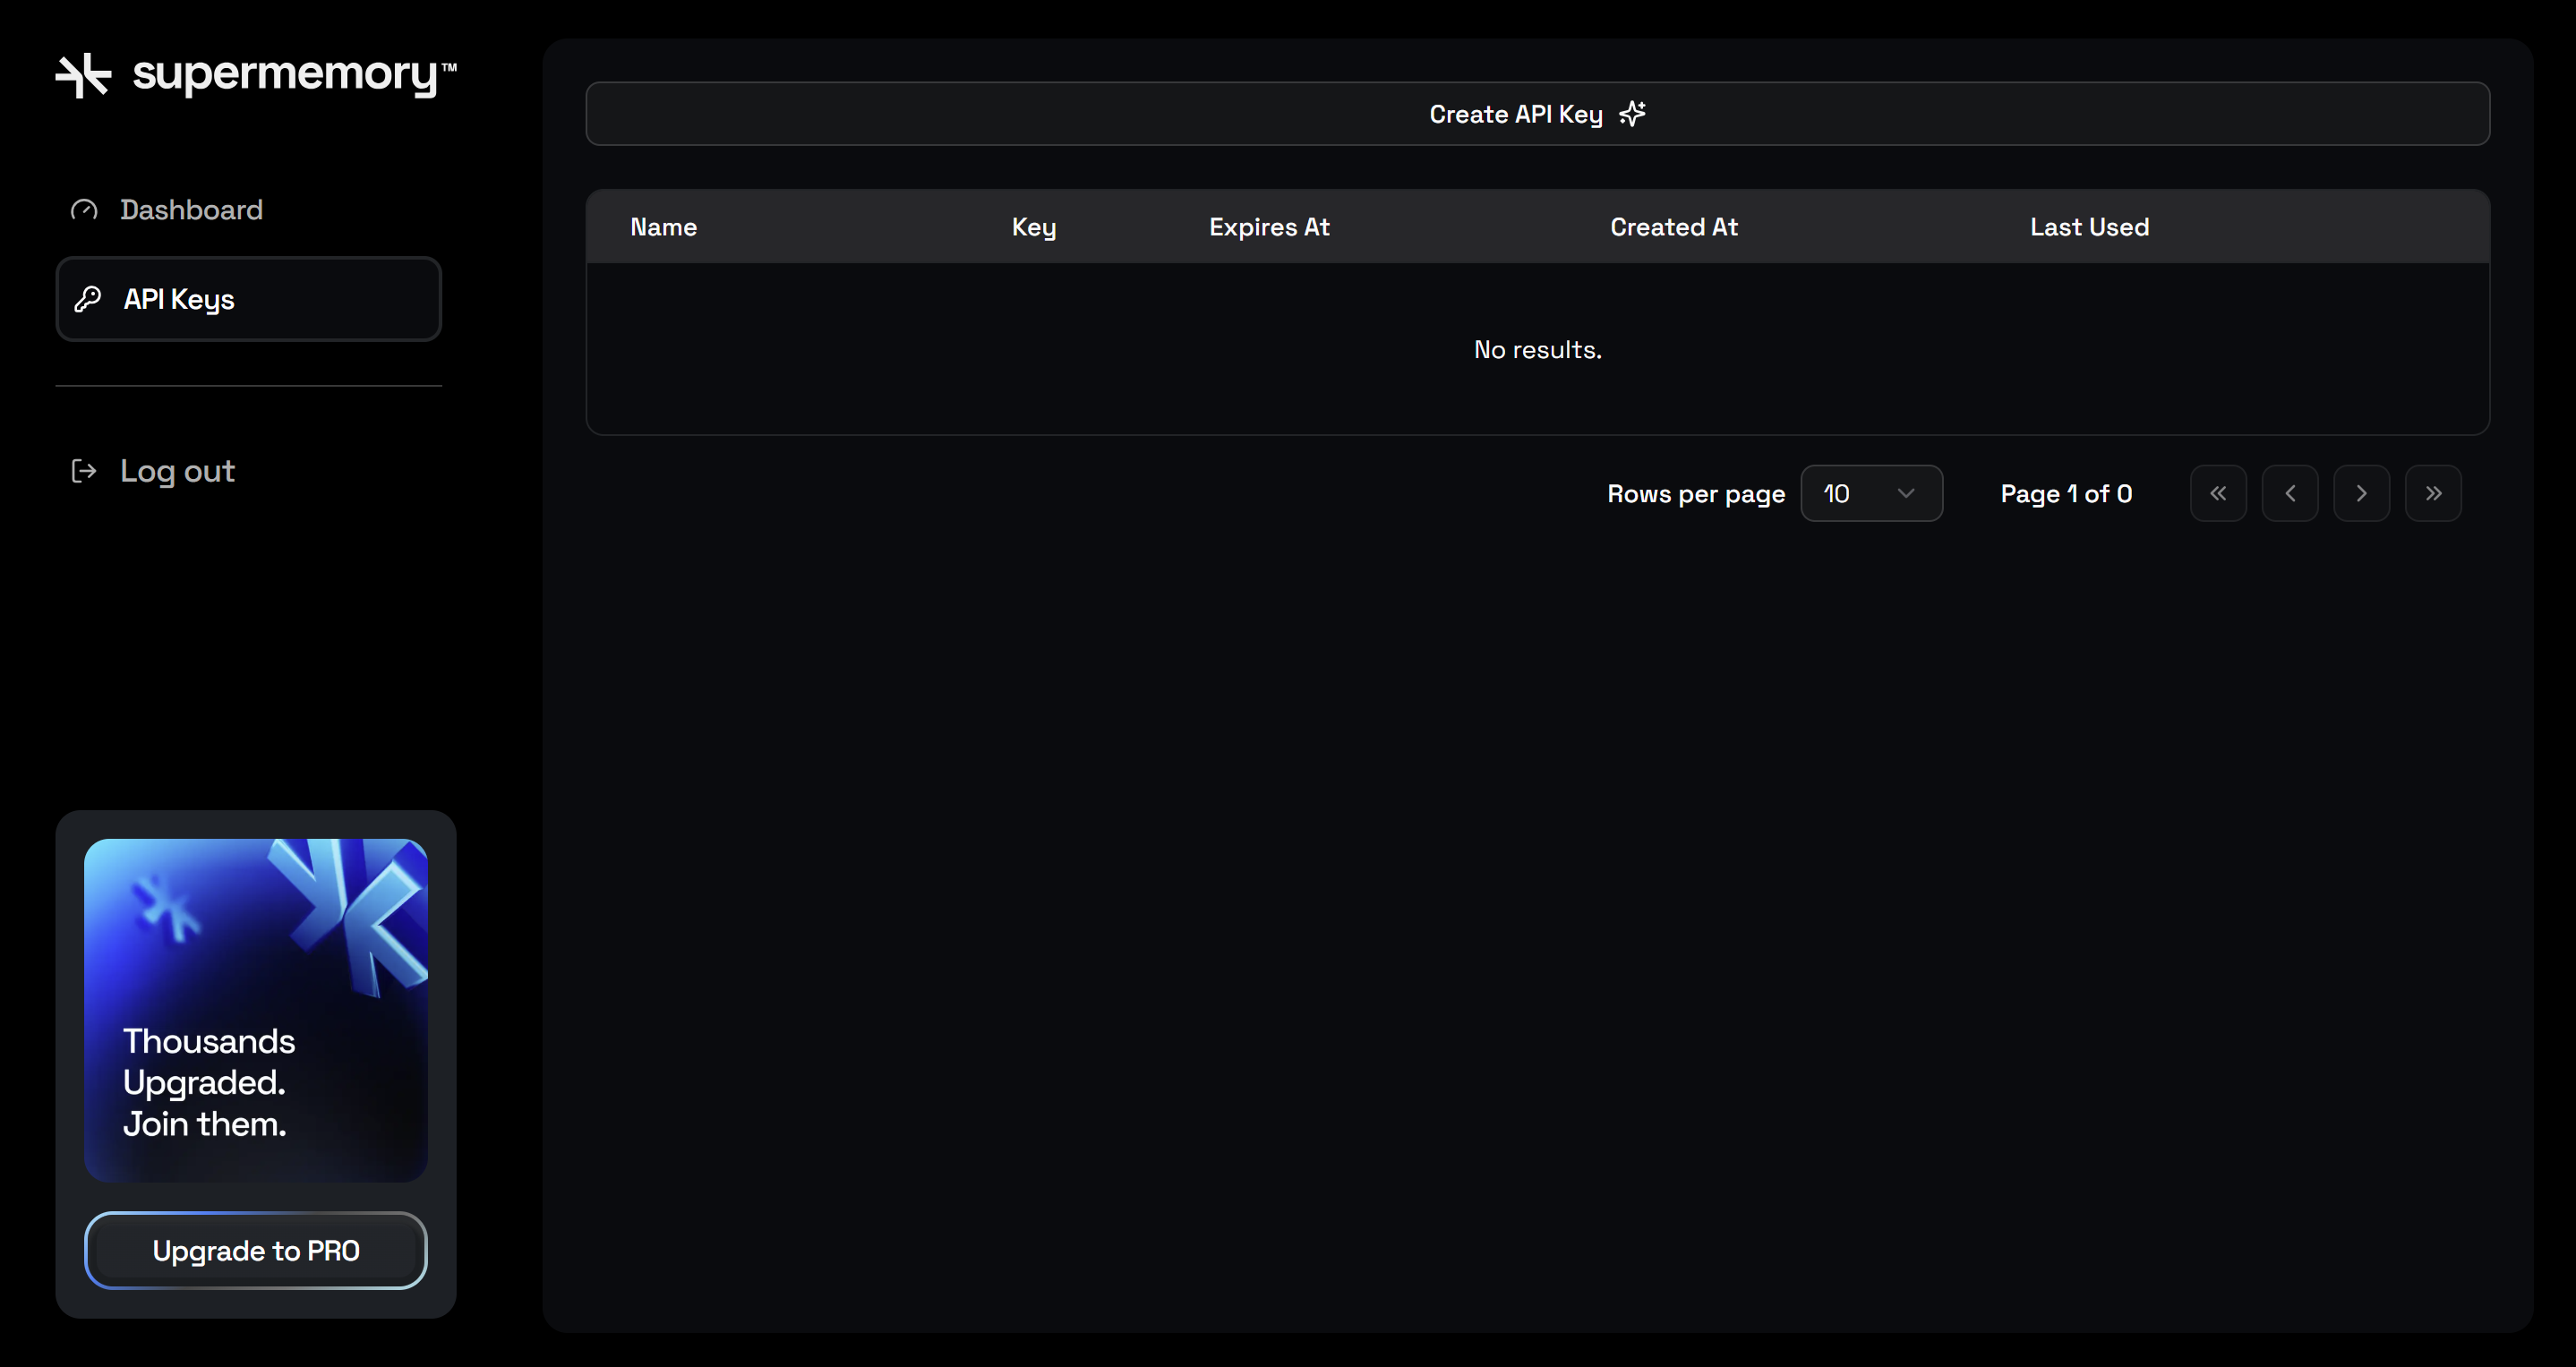 supermemory™
Dashboard
API Keys
Log out
Thousands
Upgraded.
Join them.
Upgrade to PRO
Create API Key
Name Key Expires At Created At Last Used
No results.
Rows per page 10 Page 1 of 0